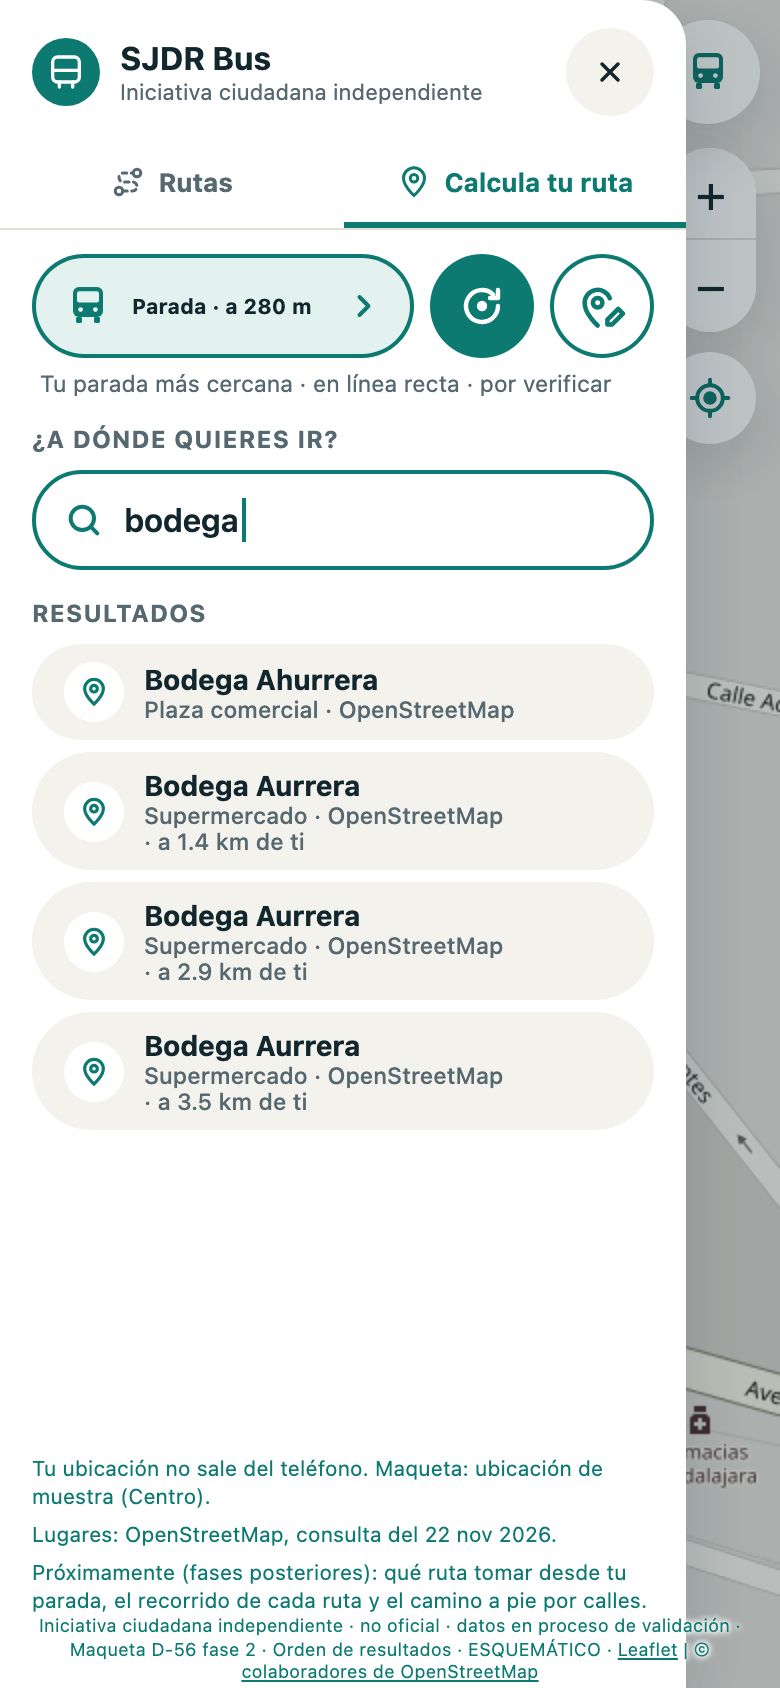 SJDR Bus
Iniciativa ciudadana independiente
Rutas
Calcula tu ruta
Parada · a 280 m
Tu parada más cercana · en línea recta · por verificar
¿A DÓNDE QUIERES IR?
bodega
RESULTADOS
Bodega Ahurrera
Plaza comercial · OpenStreetMap
Bodega Aurrera
Supermercado · OpenStreetMap
· a 1.4 km de ti
Bodega Aurrera
Supermercado · OpenStreetMap
· a 2.9 km de ti
Bodega Aurrera
Supermercado · OpenStreetMap
· a 3.5 km de ti
Calle Ac
ntes
Ave
macias
dalajara
Tu ubicación no sale del teléfono. Maqueta: ubicación de
muestra (Centro).
Lugares: OpenStreetMap, consulta del 22 nov 2026.
Próximamente (fases posteriores): qué ruta tomar desde tu
parada, el recorrido de cada ruta y el camino a pie por calles.
Iniciativa ciudadana independiente · no oficial · datos en proceso de validación ·
Maqueta D-56 fase 2 · Orden de resultados · ESQUEMÁTICO · Leaflet | ©
colaboradores de OpenStreetMap